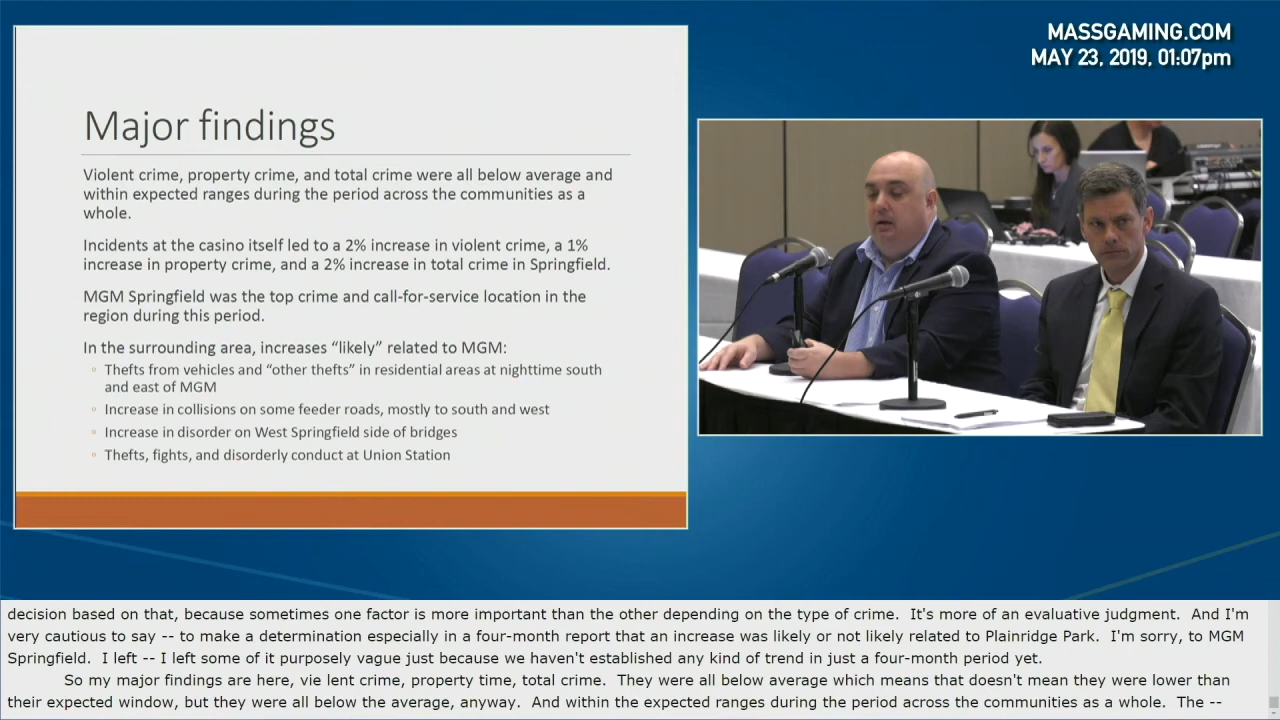 MASSGAMING.COM
MAY 23, 2019, 01:07pm
Major findings
Violent crime, property crime, and total crime were all below average and
within expected ranges during the period across the communities as a
whole.
Incidents at the casino itself led to a 2% increase in violent crime, a 1%
increase in property crime, and a 2% increase in total crime in Springfield.
MGM Springfield was the top crime and call-for-service location in the
region during this period.
In the surrounding area, increases “likely” related to MGM:
◦ Thefts from vehicles and “other thefts” in residential areas at nighttime south
and east of MGM
◦ Increase in collisions on some feeder roads, mostly to south and west
◦ Increase in disorder on West Springfield side of bridges
◦ Thefts, fights, and disorderly conduct at Union Station
decision based on that, because sometimes one factor is more important than the other depending on the type of crime.  It's more of an evaluative judgment.  And I'm
very cautious to say -- to make a determination especially in a four-month report that an increase was likely or not likely related to Plainridge Park.  I'm sorry, to MGM
Springfield.  I left -- I left some of it purposely vague just because we haven't established any kind of trend in just a four-month period yet.
So my major findings are here, vie lent crime, property time, total crime.  They were all below average which means that doesn't mean they were lower than
their expected window, but they were all below the average, anyway.  And within the expected ranges during the period across the communities as a whole.  The --